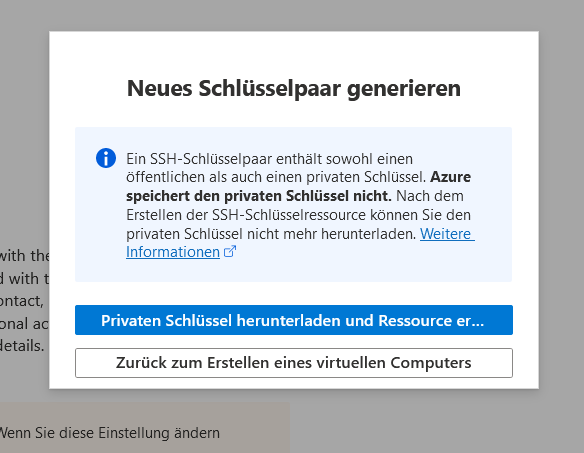 Neues Schlüsselpaar generieren
Ein SSH-Schlüsselpaar enthält sowohl einen
öffentlichen als auch einen privaten Schlüssel. Azure
speichert den privaten Schlüssel nicht. Nach dem
Erstellen der SSH-Schlüsselressource können Sie den
privaten Schlüssel nicht mehr herunterladen. Weitere
Informationen
with the
d with t
ontact,
onal ac
details.
Privaten Schlüssel herunterladen und Ressource er...
Zurück zum Erstellen eines virtuellen Computers
Wenn Sie diese Einstellung ändern